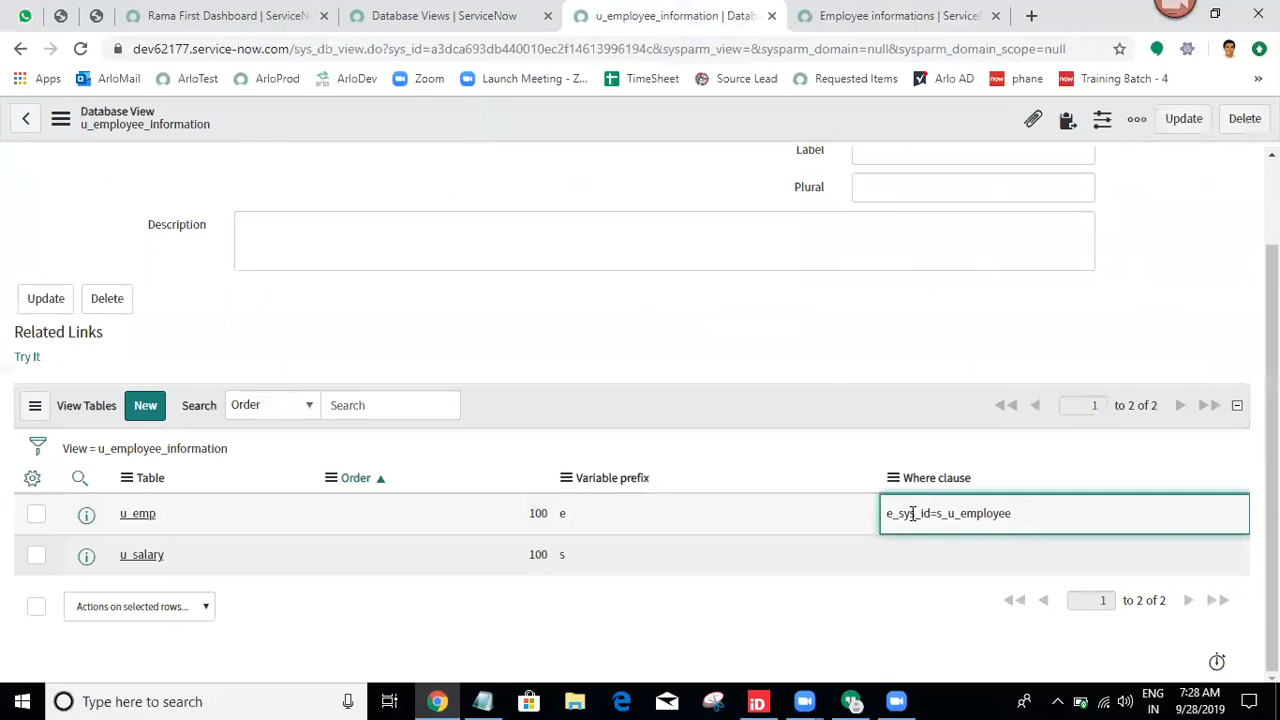 Rama First Dashboard | ServiceN
Database Views | ServiceNow
u_employee_information | Datab
Employee informations | Service
dev62177.service-now.com/sys_db_view.do?sys_id=a3dca693db440010ec2f14613996194c&sysparm_view=&sysparm_domain=null&sysparm_domain_scope=null
Apps
ArloMail
ArloTest
ArloProd
ArloDev
Zoom
Launch Meeting - Z...
TimeSheet
Source Lead
Requested Items
Arlo AD
now phane
now Training Batch - 4
Database View
u_employee_information
Update
Delete
Label
Plural
Description
Update
Delete
Related Links
Try It
View Tables
New
Search
Order
Search
1 to 2 of 2
View = u_employee_information
Table
Order
Variable prefix
Where clause
u_emp
100
e
e_sys_id=s_u_employee
u_salary
100
s
Actions on selected rows...
1 to 2 of 2
Type here to search
iD
ENG
IN
7:28 AM
9/28/2019